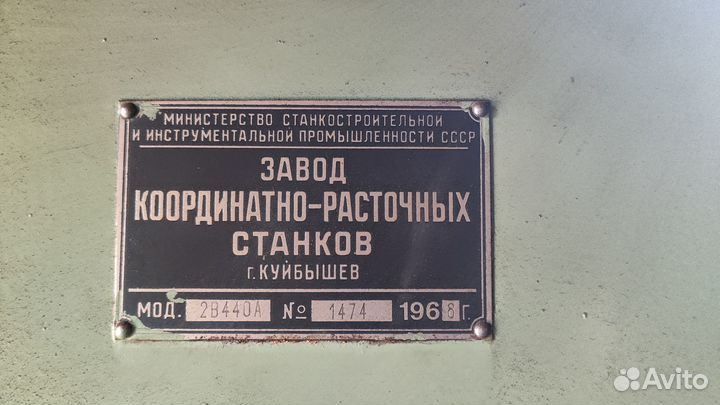 МИНИСТЕРСТВО СТАНКОСТРОИТЕЛЬНОЙ
И ИНСТРУМЕНТАЛЬНОЙ ПРОМЫШЛЕННОСТИ СССР
ЗАВОД
КООРДИНАТНО-РАСТОЧНЫХ
СТАНКОВ
г. КУЙБЫШЕВ
МОД. 2В440А № 1474 1968 г.
Avito